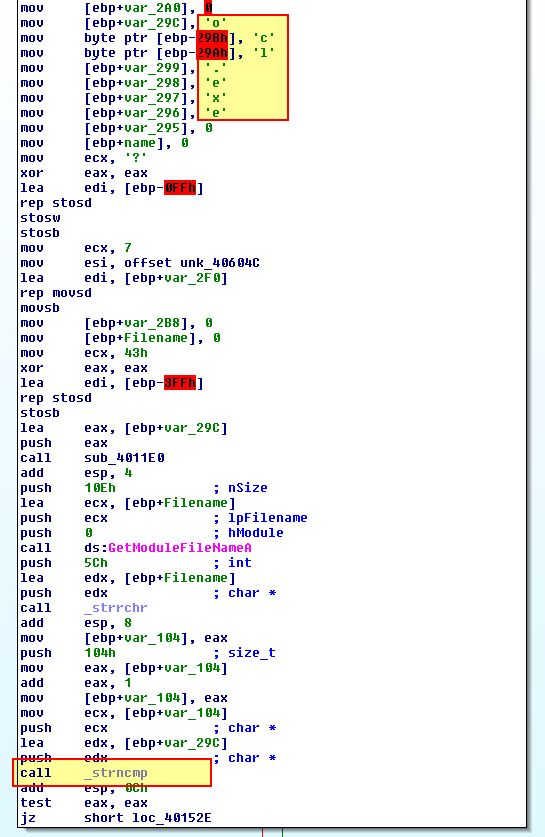 mov [ebp+var_2A0], 0
mov [ebp+var_29C], 'o'
mov byte ptr [ebp-29Bh], 'c'
mov byte ptr [ebp-29Ah], 'l'
mov [ebp+var_299], '.'
mov [ebp+var_298], 'e'
mov [ebp+var_297], 'x'
mov [ebp+var_296], 'e'
mov [ebp+var_295], 0
mov [ebp+name], 0
mov ecx, '?'
xor eax, eax
lea edi, [ebp-0FFh]
rep stosd
stosw
stosb
mov ecx, 7
mov esi, offset unk_40604C
lea edi, [ebp+var_2F0]
rep movsd
movsb
mov [ebp+var_2B8], 0
mov [ebp+Filename], 0
mov ecx, 43h
xor eax, eax
lea edi, [ebp-3FFh]
rep stosd
stosb
lea eax, [ebp+var_29C]
push eax
call sub_4011E0
add esp, 4
push 10Eh ; nSize
lea ecx, [ebp+Filename]
push ecx ; lpFilename
push 0 ; hModule
call ds:GetModuleFileNameA
push 5Ch ; int
lea edx, [ebp+Filename]
push edx ; char *
call _strrchr
add esp, 8
mov [ebp+var_104], eax
push 104h ; size_t
mov eax, [ebp+var_104]
add eax, 1
mov [ebp+var_104], eax
mov ecx, [ebp+var_104]
push ecx ; char *
lea edx, [ebp+var_29C]
push edx ; char *
call _strncmp
add esp, 0Ch
test eax, eax
jz short loc_40152E